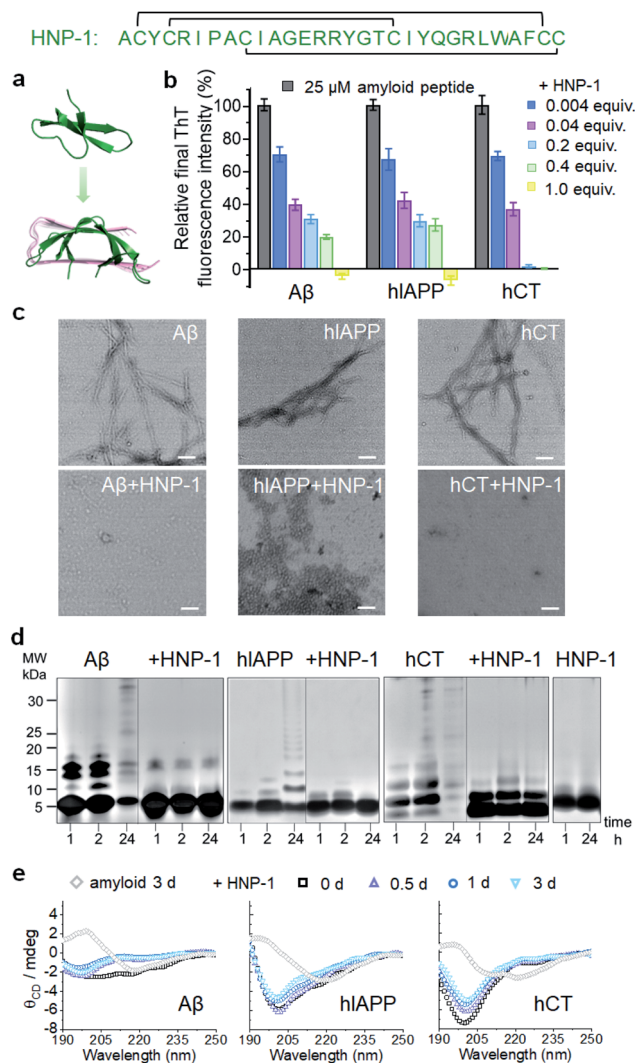 HNP-1: ACYCRIPACIAGERRYGTCIYQGRLWAFCC
a
b
25 μM amyloid peptide
+ HNP-1
0.004 equiv.
0.04 equiv.
0.2 equiv.
0.4 equiv.
1.0 equiv.
Relative final ThT
fluorescence intensity (%)
100
80
60
40
20
0
Aβ
hIAPP
hCT
c
Aβ
hIAPP
hCT
Aβ+HNP-1
hIAPP+HNP-1
hCT+HNP-1
d
MW
kDa
Aβ +HNP-1 hIAPP +HNP-1 hCT +HNP-1 HNP-1
30
25
20
15
10
5
1 2 24 1 2 24 1 2 24 1 2 24 1 2 24 1 2 24 1 24
time
h
e
amyloid 3 d + HNP-1 0 d 0.5 d 1 d 3 d
θCD / mdeg
4
2
0
-2
-4
-6
-8
Aβ
hIAPP
hCT
190 205 220 235 250 190 205 220 235 250 190 205 220 235 250
Wavelength (nm) Wavelength (nm) Wavelength (nm)